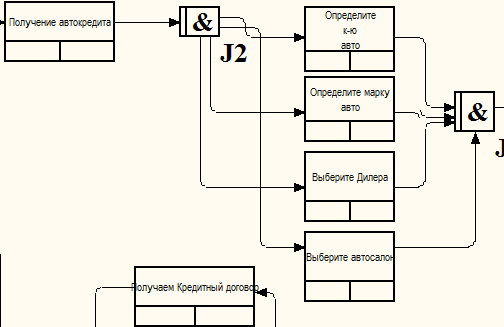 Получение автокредита
&
J2
Определите
к-ю
авто
Определите марку
авто
&
J
Выберите Дилера
Выберите автосалон
Получаем Кредитный договор